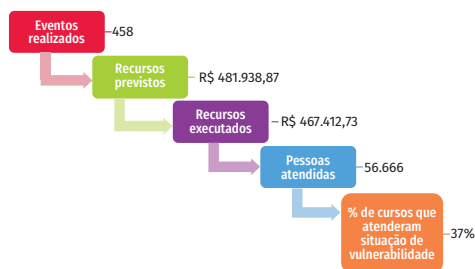 Eventos
realizados
458
Recursos
previstos
R$ 481.938,87
Recursos
executados
R$ 467.412,73
Pessoas
atendidas
56.666
% de cursos que
atenderam
situação de
vulnerabilidade
37%